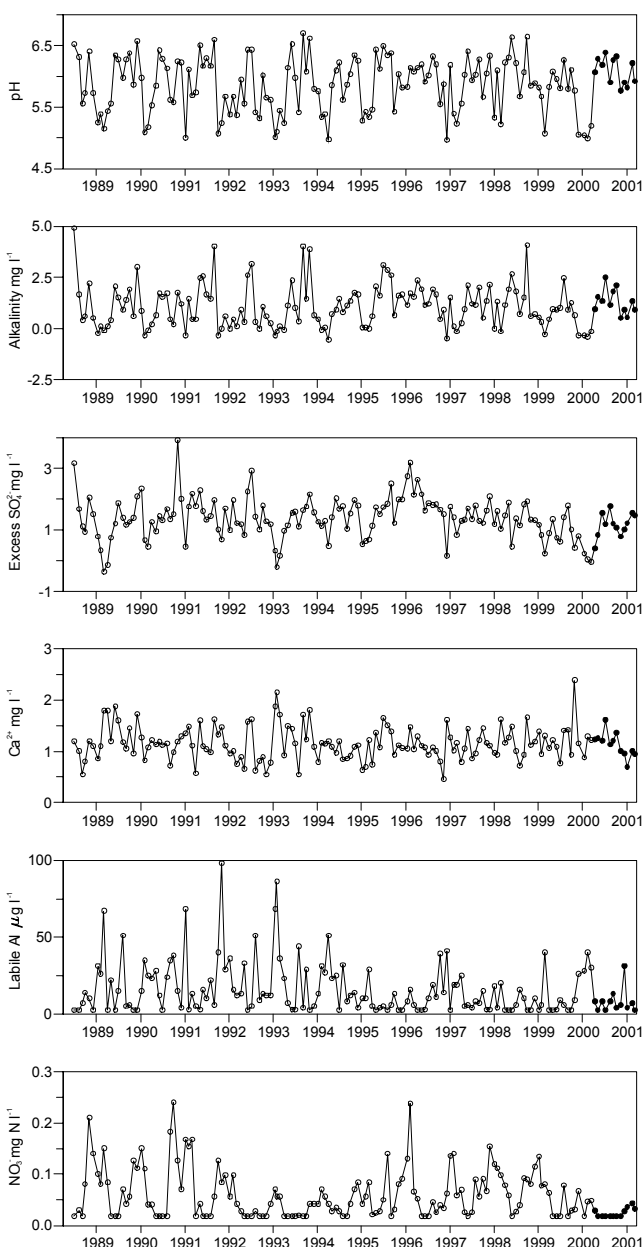 6.5
5.5
4.5
pH
1989 1990 1991 1992 1993 1994 1995 1996 1997 1998 1999 2000 2001
5.0
2.5
0.0
-2.5
Alkalinity mg l⁻¹
1989 1990 1991 1992 1993 1994 1995 1996 1997 1998 1999 2000 2001
3
1
-1
Excess SO₄²⁻mg l⁻¹
1989 1990 1991 1992 1993 1994 1995 1996 1997 1998 1999 2000 2001
3
2
1
0
Ca²⁺ mg l⁻¹
1989 1990 1991 1992 1993 1994 1995 1996 1997 1998 1999 2000 2001
100
50
0
Labile Al μg l⁻¹
1989 1990 1991 1992 1993 1994 1995 1996 1997 1998 1999 2000 2001
0.3
0.2
0.1
0.0
NO₃⁻mg N l⁻¹
1989 1990 1991 1992 1993 1994 1995 1996 1997 1998 1999 2000 2001